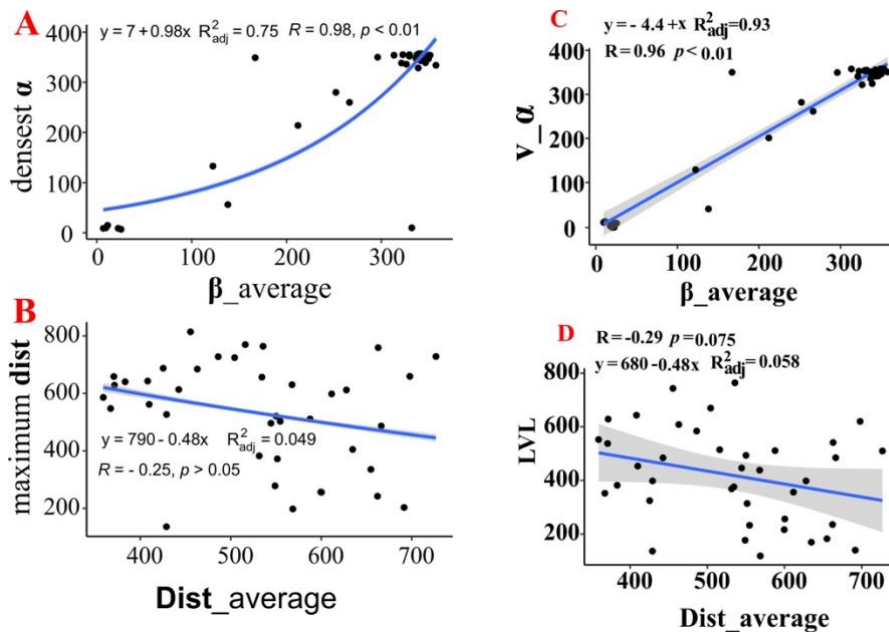 A
y = 7 + 0.98x R²adj = 0.75 R = 0.98, p < 0.01
densest α
400
300
200
100
0
0 100 200 300
β_average
B
maximum dist
800
600
400
200
y = 790 − 0.48x R²adj = 0.049
R = - 0.25, p > 0.05
400 500 600 700
Dist_average
C
y = - 4.4 +x R²adj=0.93
R= 0.96 p< 0.01
v_α
400
300
200
100
0
0 100 200 300
β_average
D
R= -0.29 p= 0.075
y= 680 -0.48x R²adj= 0.058
LVL
800
600
400
200
400 500 600 700
Dist_average